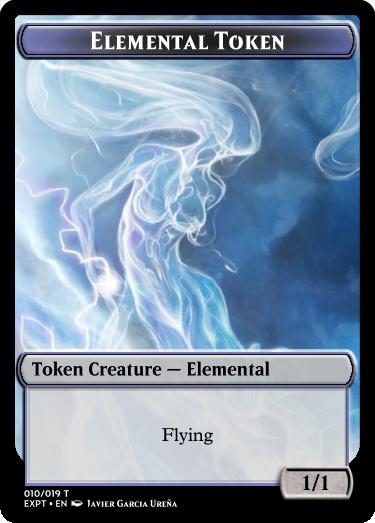 Elemental Token
Token Creature — Elemental
Flying
1/1
010/019 T
EXPT • EN Javier Garcia Ureña